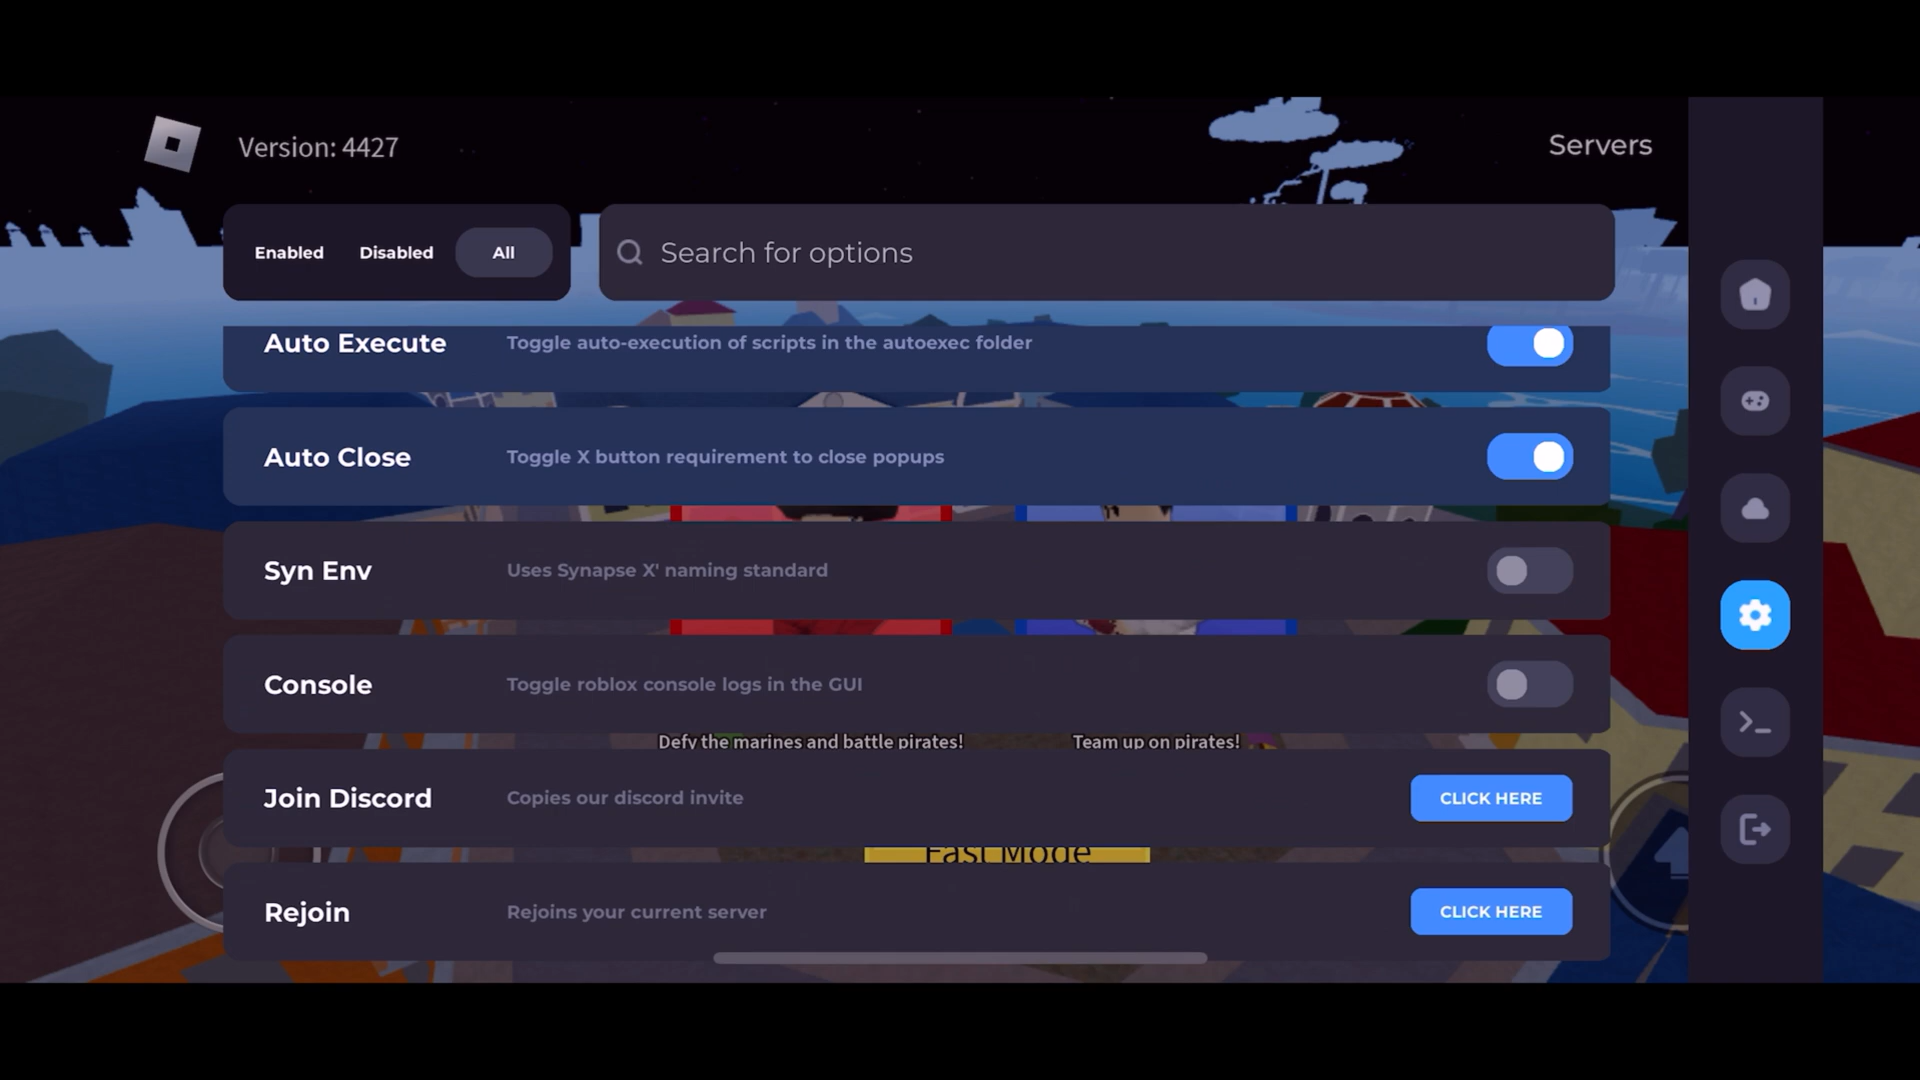 Version: 4427
Servers
Enabled Disabled All
Search for options
Auto Execute Toggle auto-execution of scripts in the autoexec folder
Auto Close Toggle X button requirement to close popups
Syn Env Uses Synapse X' naming standard
Console Toggle roblox console logs in the GUI
Defy the marines and battle pirates! Team up on pirates!
Join Discord Copies our discord invite CLICK HERE
Fast Mode
Rejoin Rejoins your current server CLICK HERE